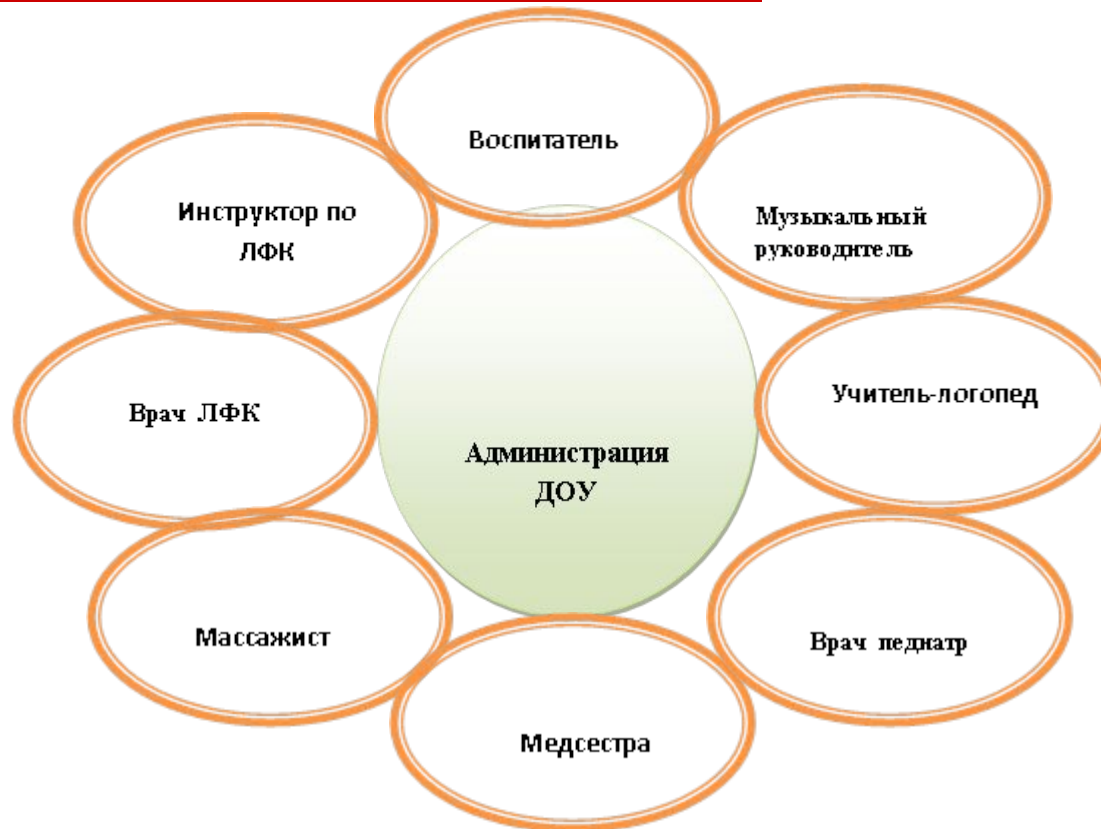 Воспитатель
Инструктор по
ЛФК
Музыкальный
руководитель
Учитель-логопед
Врач ЛФК
Администрация
ДОУ
Массажист
Врач педиатр
Медсестра